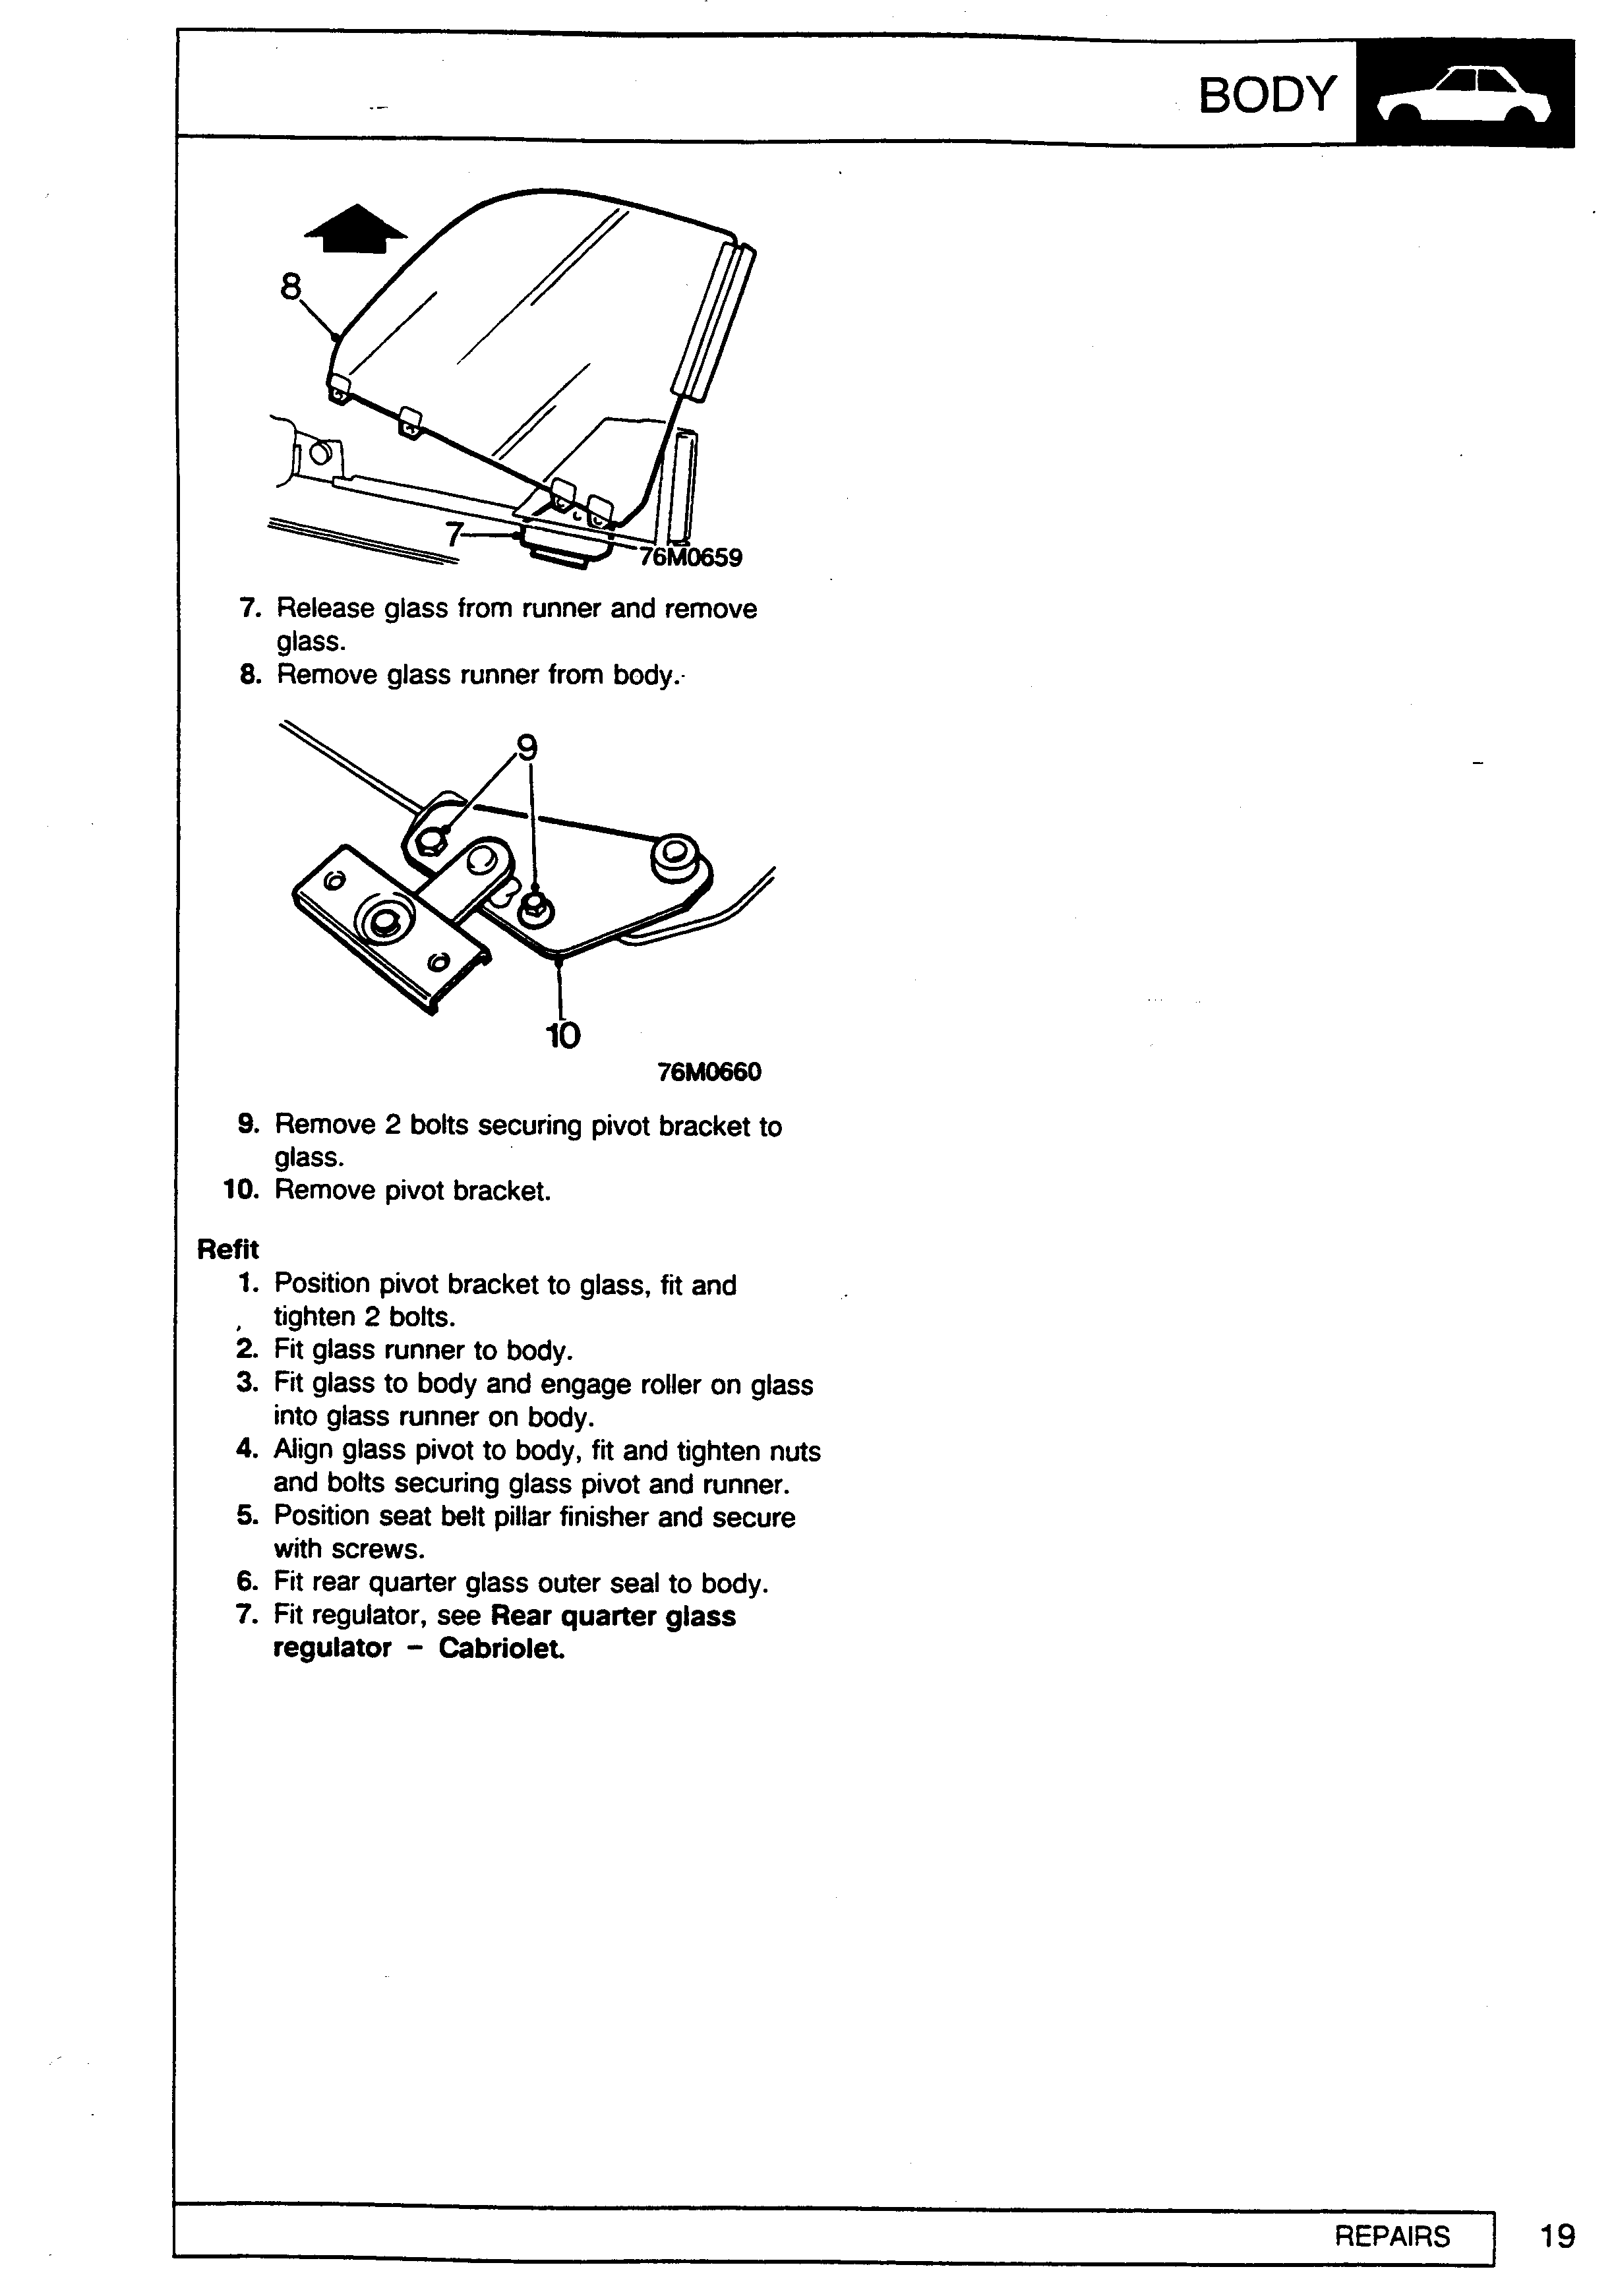 BODY
8
7
76M0659
7. Release glass from runner and remove
glass.
8. Remove glass runner from body.
9
10
76M0660
9. Remove 2 bolts securing pivot bracket to
glass.
10. Remove pivot bracket.
Refit
1. Position pivot bracket to glass, fit and
tighten 2 bolts.
2. Fit glass runner to body.
3. Fit glass to body and engage roller on glass
into glass runner on body.
4. Align glass pivot to body, fit and tighten nuts
and bolts securing glass pivot and runner.
5. Position seat belt pillar finisher and secure
with screws.
6. Fit rear quarter glass outer seal to body.
7. Fit regulator, see Rear quarter glass
regulator – Cabriolet.
REPAIRS
19